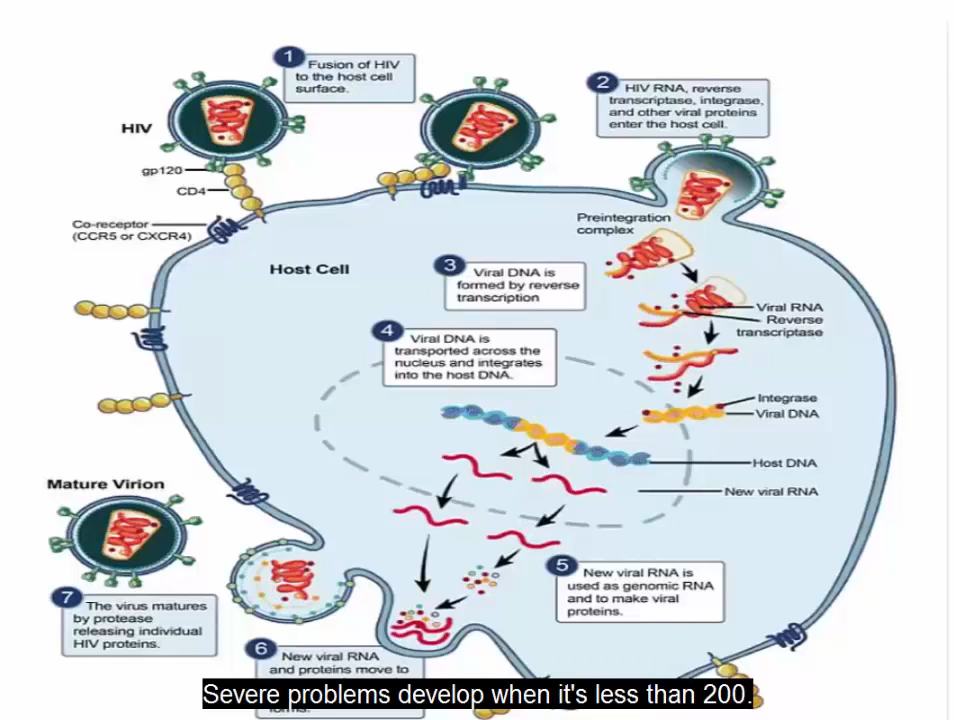 1
Fusion of HIV
to the host cell
surface.
2
HIV RNA, reverse
transcriptase, integrase,
and other viral proteins
enter the host cell.
HIV
gp120
CD4
Co-receptor
(CCR5 or CXCR4)
Preintegration
complex
Host Cell
3
Viral DNA is
formed by reverse
transcription
Viral RNA
Reverse
transcriptase
4
Viral DNA is
transported across the
nucleus and integrates
into the host DNA.
Integrase
Viral DNA
Host DNA
New viral RNA
Mature Virion
5
New viral RNA is
used as genomic RNA
and to make viral
proteins.
7
The virus matures
by protease
releasing individual
HIV proteins.
6
New viral RNA
and proteins move to
forms.
Severe problems develop when it's less than 200.